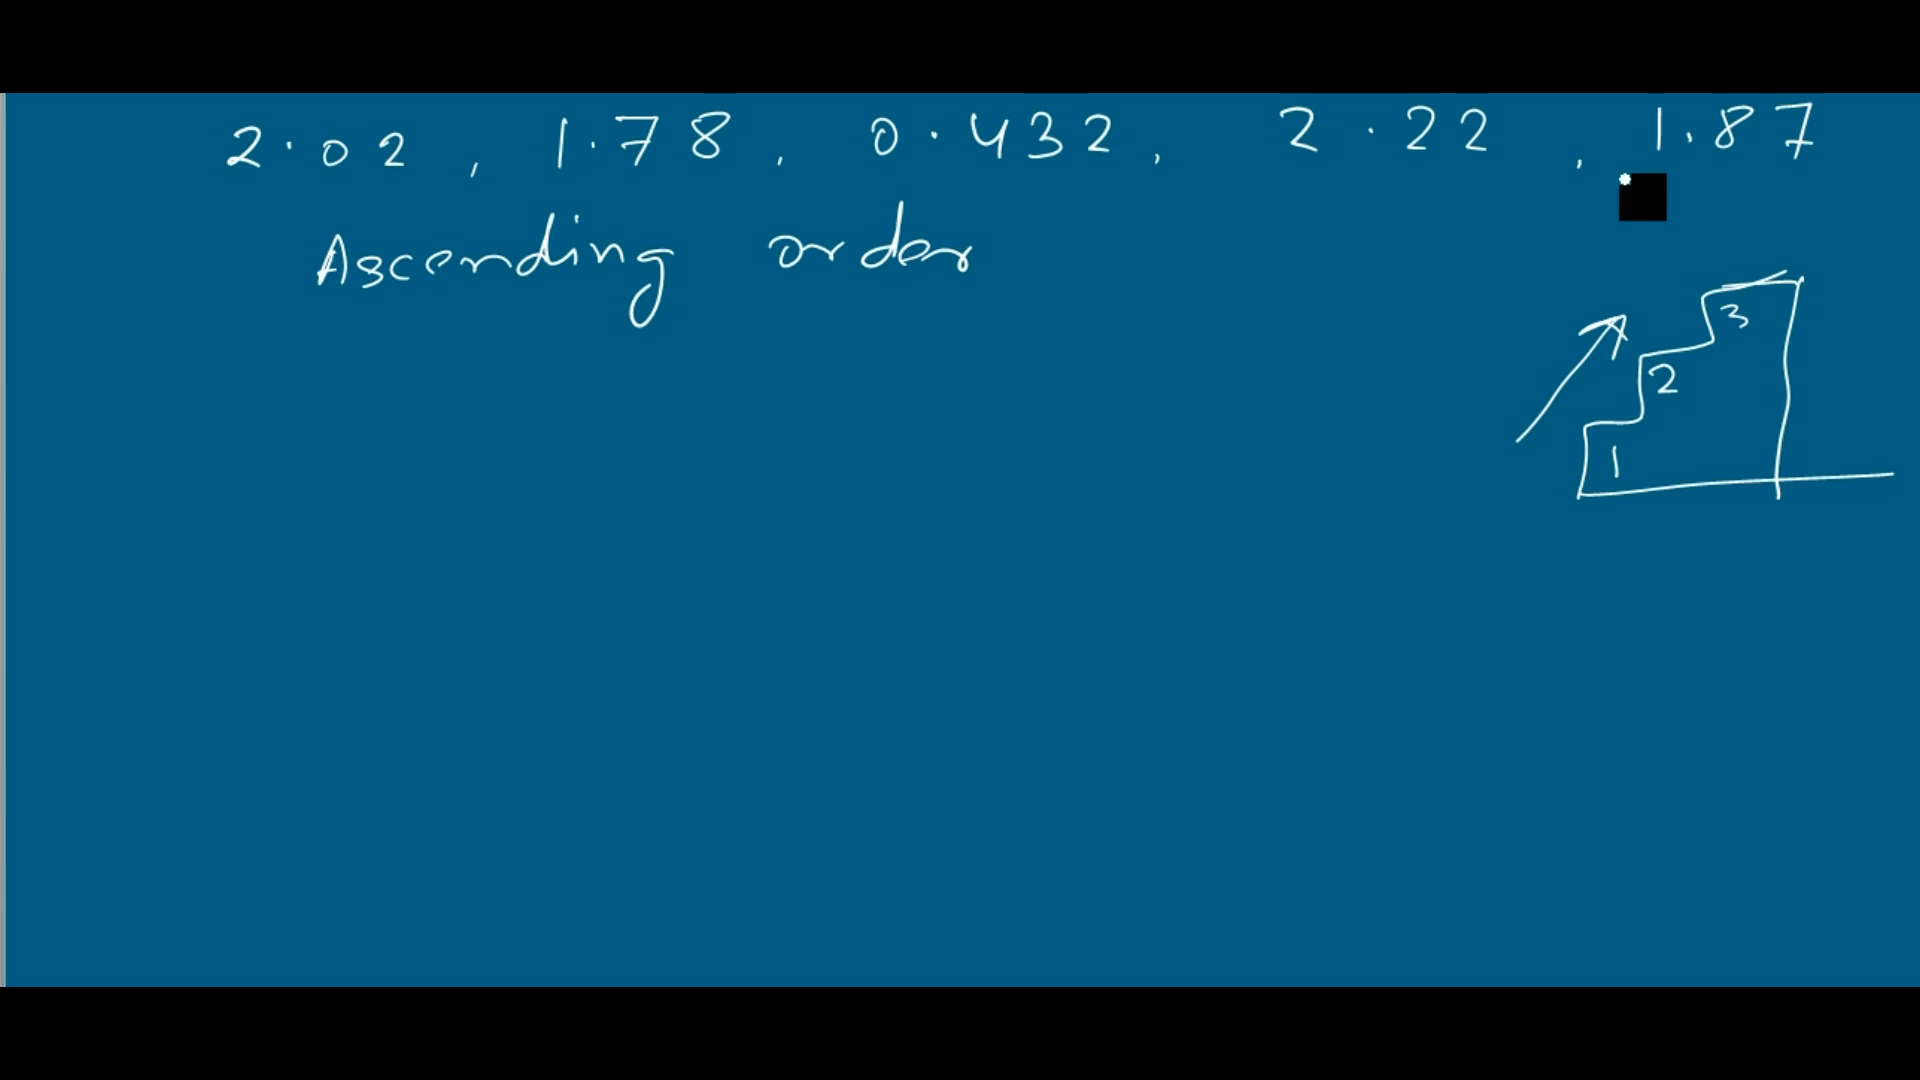 2.02, 1.78, 0.432, 2.22, 1.87
Ascending order
3
2
1